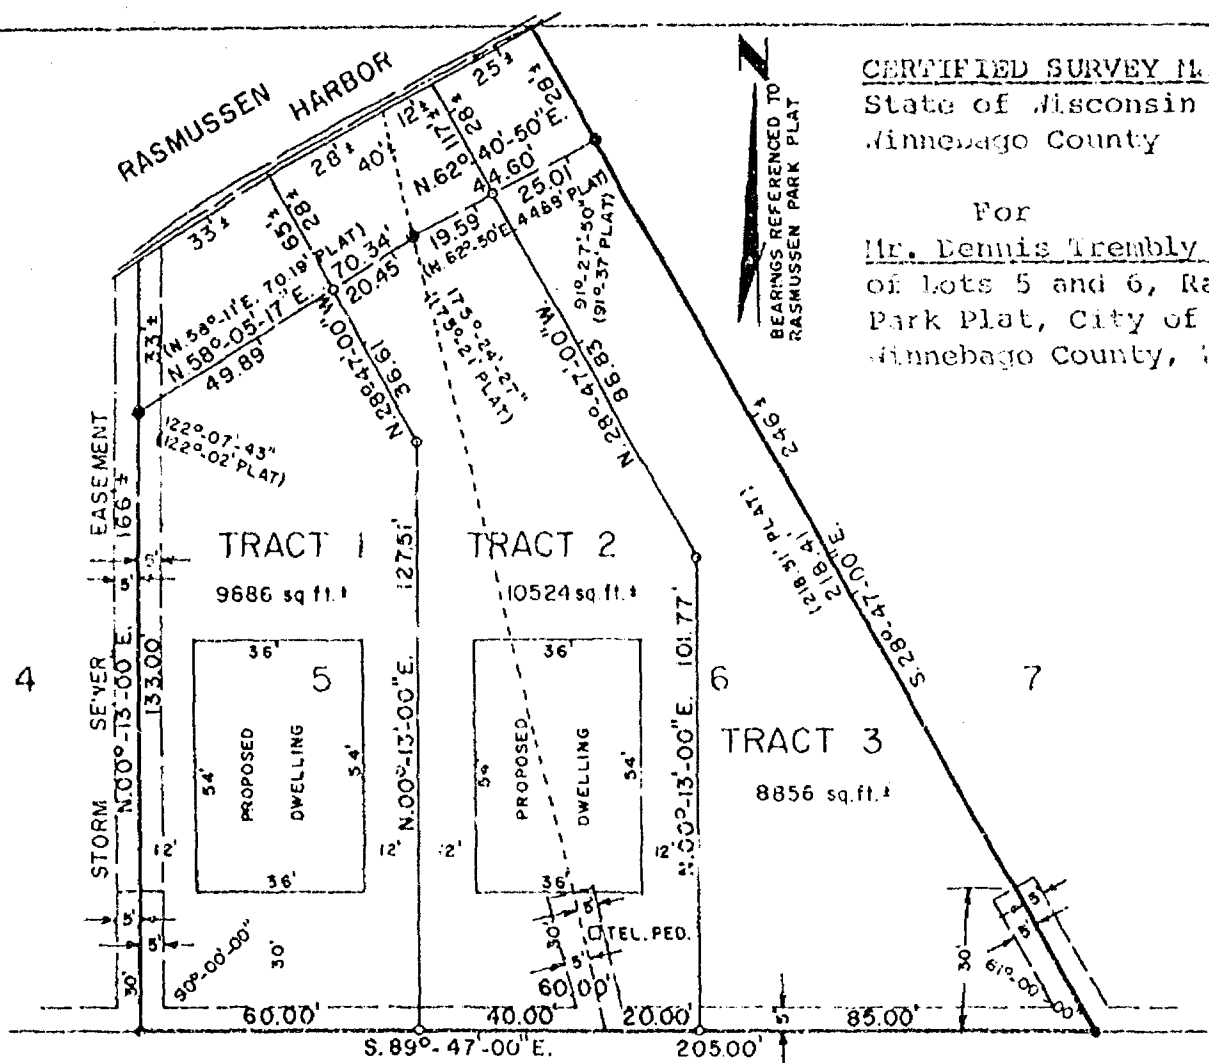 RASMUSSEN HARBOR
N
BEARINGS REFERENCED TO
RASMUSSEN PARK PLAT
CERTIFIED SURVEY
State of Wisconsin
Winnebago County
For
Mr. Dennis Trembly
of Lots 5 and 6,
Park Plat, City of
Winnebago County,
33'±
28'±
40'
12'±
25'±
65'±
28'±
117'±
28'±
28'±
N.62°-40'-50"E.
44.60'
25.01'
19.59'
(N.62°-50'E. 44.88' PLAT)
91°-27'-50"
(91°-37' PLAT)
(N.58°-11'E. 70.19' PLAT)
N.58°-05'-17"E. 70.34'
49.89'
20.45'
33'±
N.28°-47'-00"W.
36.61
175°-24'-27"
(175°-21' PLAT)
N.28°-47'-00"W.
86.83'
122°-07'-43"
(122°-02' PLAT)
246'±
(218.31' PLAT)
218.41'
S.28°-47'-00"E.
STORM SEWER EASEMENT
166'±
N.00°-13'-00"E.
133.00'
5'
5'
TRACT 1
9686 sq.ft.±
127.51'
N.00°-13'-00"E.
TRACT 2
10524 sq.ft.±
N.00°-13'-00"E. 101.77'
TRACT 3
8856 sq.ft.±
4
5
6
7
36'
54'
PROPOSED
DWELLING
54'
36'
12'
12'
36'
54'
PROPOSED
DWELLING
54'
36'
12'
12'
5'
5'
30'
90°-00'-00"
30'
5'
30'
5'
TEL. PED.
60.00'
30'
5'
5'
61°-00'-00"
60.00'
40.00'
20.00'
5'
85.00'
S.89°-47'-00"E.
205.00'